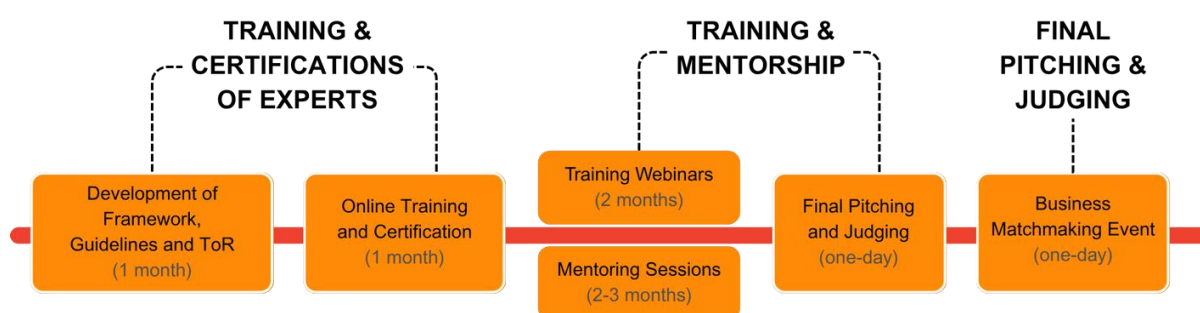 TRAINING &
CERTIFICATIONS
OF EXPERTS
TRAINING &
MENTORSHIP
FINAL
PITCHING &
JUDGING
Development of
Framework,
Guidelines and ToR
(1 month)
Online Training
and Certification
(1 month)
Training Webinars
(2 months)
Mentoring Sessions
(2-3 months)
Final Pitching
and Judging
(one-day)
Business
Matchmaking Event
(one-day)